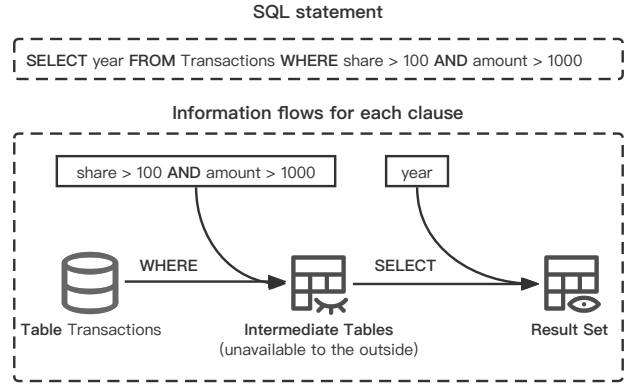 SQL statement
SELECT year FROM Transactions WHERE share > 100 AND amount > 1000
Information flows for each clause
share > 100 AND amount > 1000
year
WHERE
SELECT
Table Transactions
Intermediate Tables
(unavailable to the outside)
Result Set